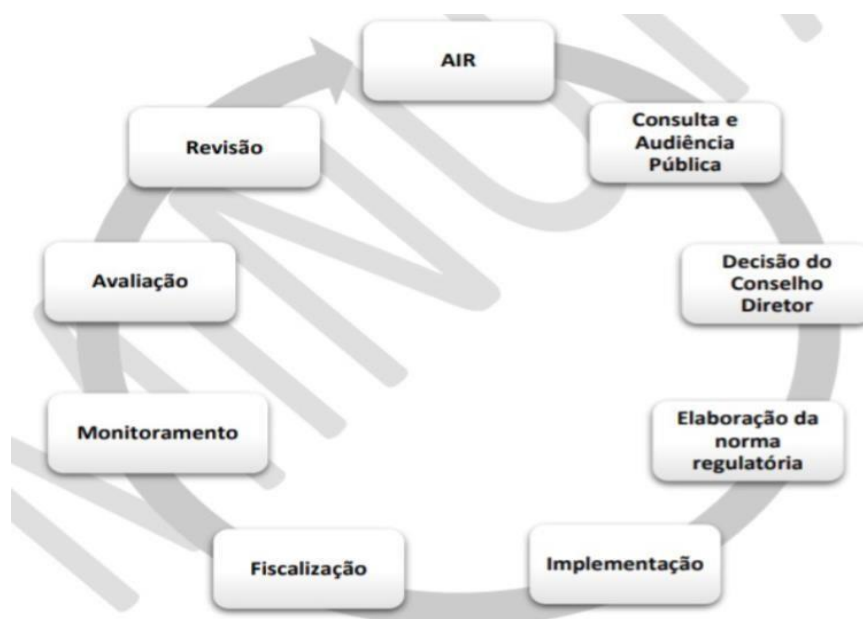 AIR
Consulta e
Audiência
Pública
Decisão do
Conselho
Diretor
Elaboração da
norma
regulatória
Implementação
Fiscalização
Monitoramento
Avaliação
Revisão